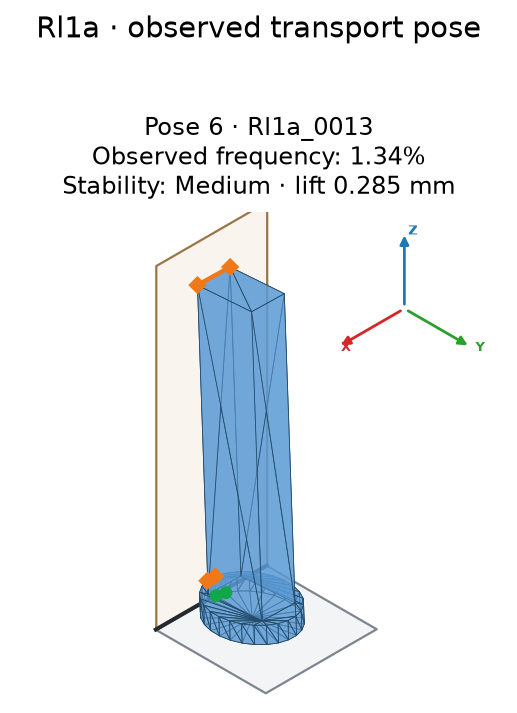 Rl1a · observed transport pose
Pose 6 · Rl1a_0013
Observed frequency: 1.34%
Stability: Medium · lift 0.285 mm
Z
X
Y